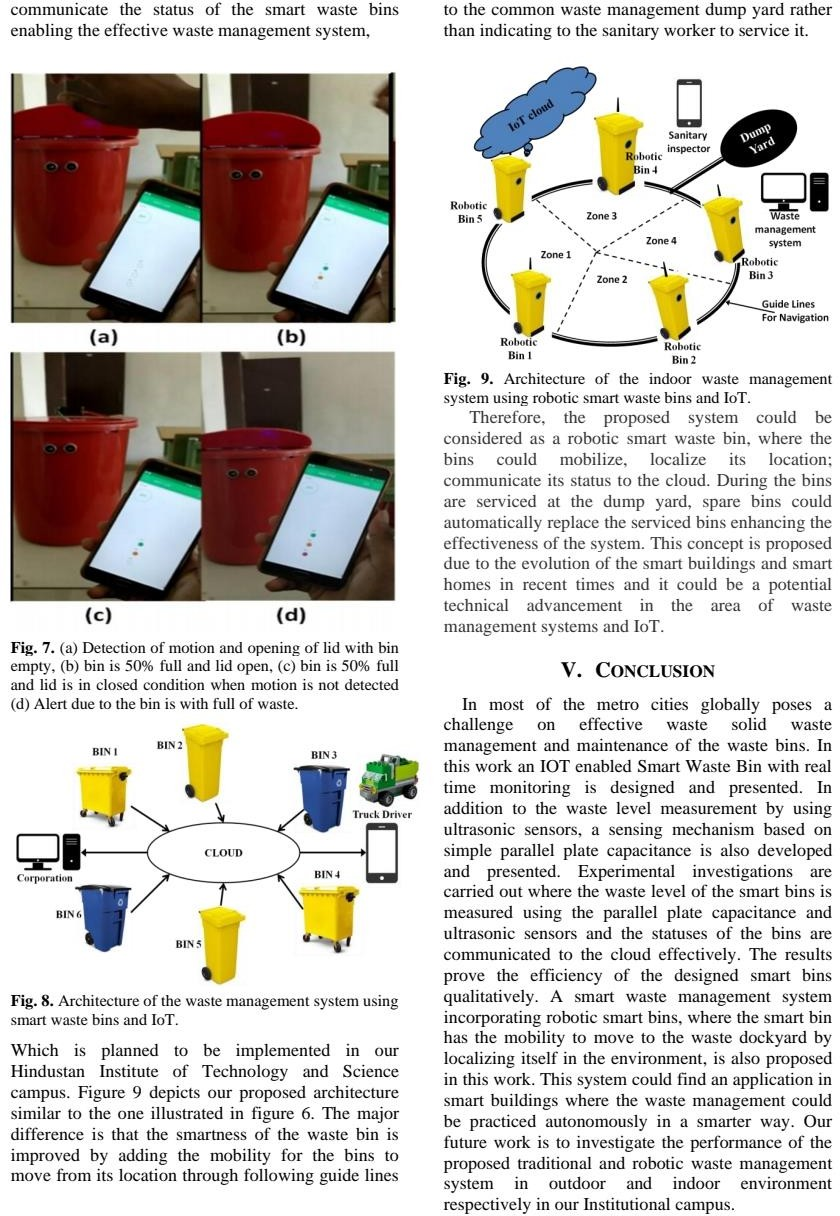 communicate the status of the smart waste bins
enabling the effective waste management system,
(a)
(b)
(c)
(d)
Fig. 7. (a) Detection of motion and opening of lid with bin
empty, (b) bin is 50% full and lid open, (c) bin is 50% full
and lid is in closed condition when motion is not detected
(d) Alert due to the bin is with full of waste.
BIN 1
BIN 2
BIN 3
Truck Driver
CLOUD
Corporation
BIN 4
BIN 6
BIN 5
Fig. 8. Architecture of the waste management system using
smart waste bins and IoT.
Which is planned to be implemented in our
Hindustan Institute of Technology and Science
campus. Figure 9 depicts our proposed architecture
similar to the one illustrated in figure 6. The major
difference is that the smartness of the waste bin is
improved by adding the mobility for the bins to
move from its location through following guide lines
to the common waste management dump yard rather
than indicating to the sanitary worker to service it.
IoT cloud
Sanitary
inspector
Dump
Yard
Robotic
Bin 4
Robotic
Bin 5
Waste
management
system
Zone 3
Zone 4
Zone 1
Zone 2
Robotic
Bin 3
Guide Lines
For Navigation
Robotic
Bin 1
Robotic
Bin 2
Fig. 9. Architecture of the indoor waste management
system using robotic smart waste bins and IoT.
Therefore, the proposed system could be
considered as a robotic smart waste bin, where the
bins could mobilize, localize its location;
communicate its status to the cloud. During the bins
are serviced at the dump yard, spare bins could
automatically replace the serviced bins enhancing the
effectiveness of the system. This concept is proposed
due to the evolution of the smart buildings and smart
homes in recent times and it could be a potential
technical advancement in the area of waste
management systems and IoT.
V. CONCLUSION
In most of the metro cities globally poses a
challenge on effective waste solid waste
management and maintenance of the waste bins. In
this work an IOT enabled Smart Waste Bin with real
time monitoring is designed and presented. In
addition to the waste level measurement by using
ultrasonic sensors, a sensing mechanism based on
simple parallel plate capacitance is also developed
and presented. Experimental investigations are
carried out where the waste level of the smart bins is
measured using the parallel plate capacitance and
ultrasonic sensors and the statuses of the bins are
communicated to the cloud effectively. The results
prove the efficiency of the designed smart bins
qualitatively. A smart waste management system
incorporating robotic smart bins, where the smart bin
has the mobility to move to the waste dockyard by
localizing itself in the environment, is also proposed
in this work. This system could find an application in
smart buildings where the waste management could
be practiced autonomously in a smarter way. Our
future work is to investigate the performance of the
proposed traditional and robotic waste management
system in outdoor and indoor environment
respectively in our Institutional campus.